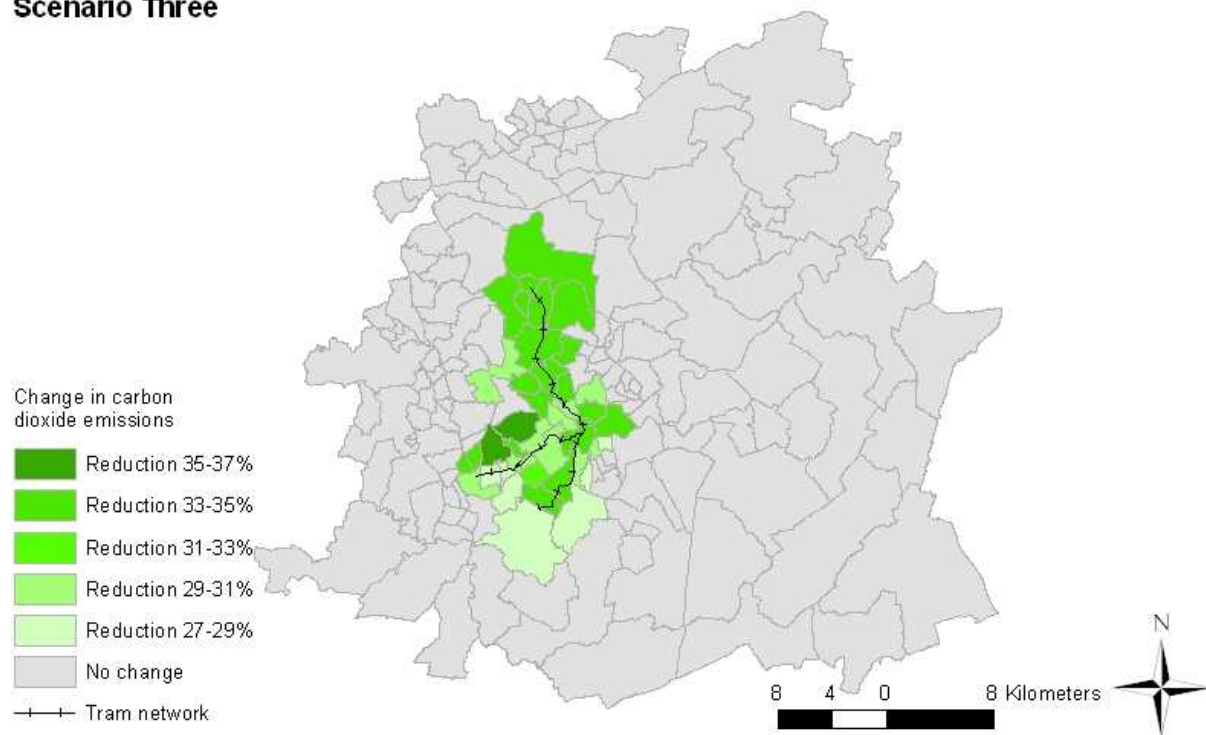 Scenario Three
Change in carbon
dioxide emissions
Reduction 35-37%
Reduction 33-35%
Reduction 31-33%
Reduction 29-31%
Reduction 27-29%
No change
Tram network
8 4 0 8 Kilometers
N